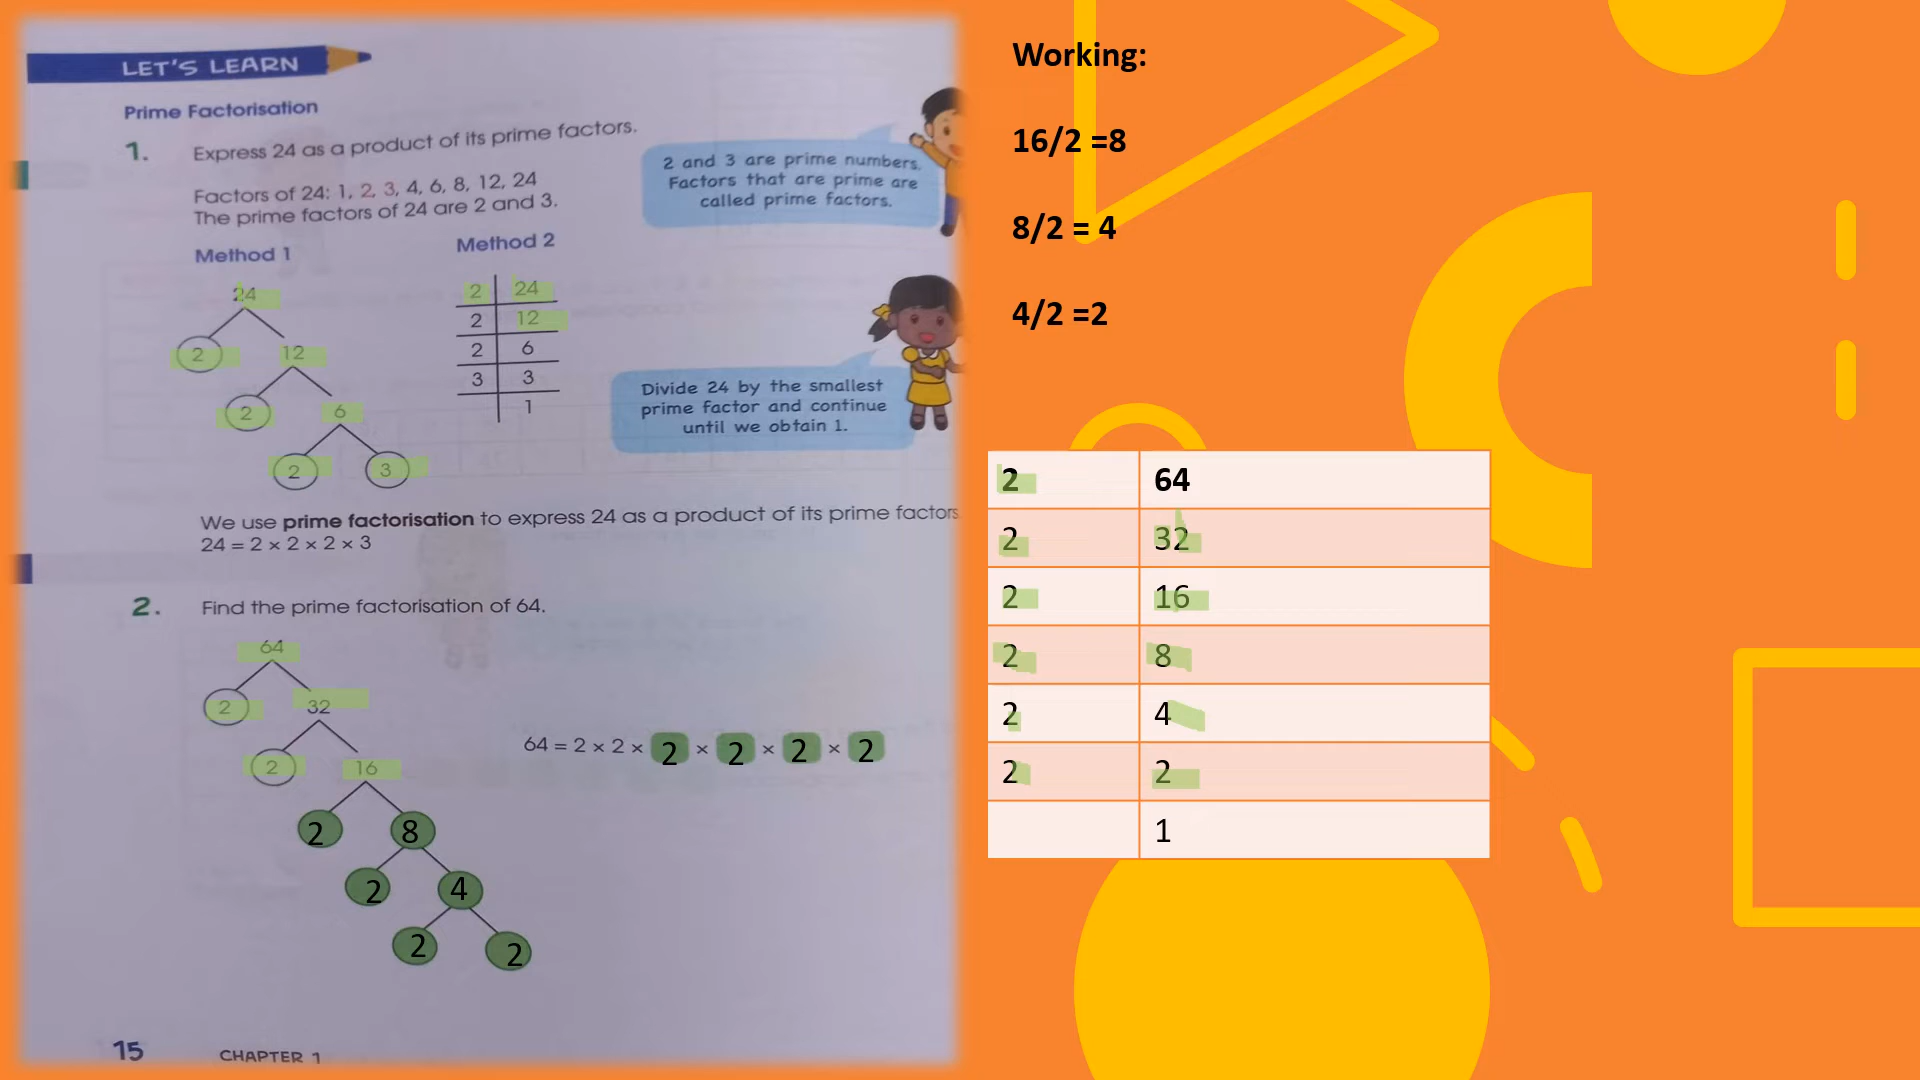 LET'S LEARN
Prime Factorisation
1. Express 24 as a product of its prime factors.
Factors of 24: 1, 2, 3, 4, 6, 8, 12, 24
The prime factors of 24 are 2 and 3.
2 and 3 are prime numbers.
Factors that are prime are
called prime factors.
Method 1
24
2 12
2 6
2 3
Method 2
2 24
2 12
2 6
3 3
1
Divide 24 by the smallest
prime factor and continue
until we obtain 1.
We use prime factorisation to express 24 as a product of its prime factors.
24 = 2 × 2 × 2 × 3
2. Find the prime factorisation of 64.
64
2 32
2 16
2 8
2 4
2 2
64 = 2 × 2 × 2 × 2 × 2 × 2
15 CHAPTER 1
Working:
16/2 =8
8/2 = 4
4/2 =2
2 64
2 32
2 16
2 8
2 4
2 2
1